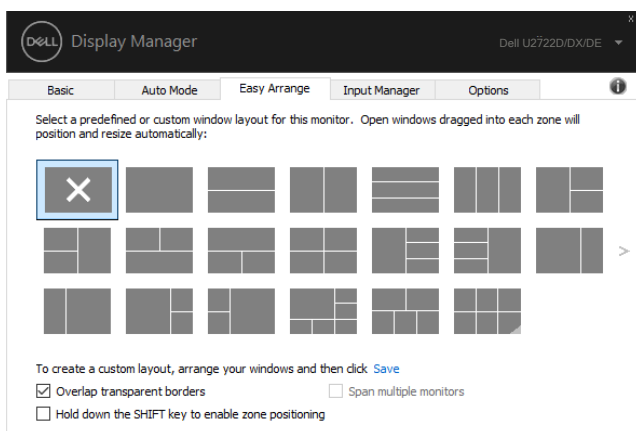 DELL Display Manager
Dell U2722D/DX/DE
Basic Auto Mode Easy Arrange Input Manager Options
Select a predefined or custom window layout for this monitor. Open windows dragged into each zone will
position and resize automatically:
To create a custom layout, arrange your windows and then click Save
Overlap transparent borders
Span multiple monitors
Hold down the SHIFT key to enable zone positioning